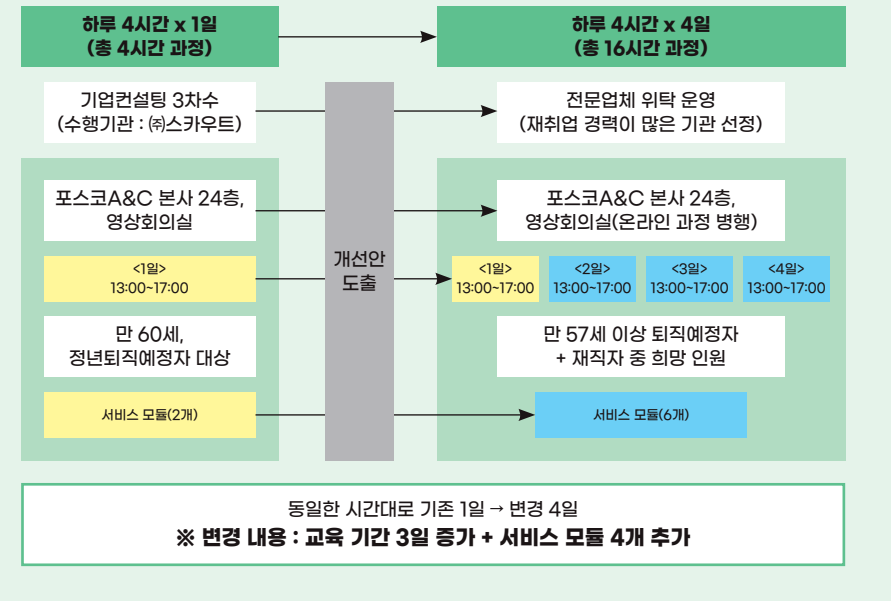 하루 4시간 x 1일
(총 4시간 과정)
하루 4시간 x 4일
(총 16시간 과정)
기업컨설팅 3차수
(수행기관 : ㈜스카우트)
전문업체 위탁 운영
(재취업 경력이 많은 기관 선정)
포스코A&C 본사 24층,
영상회의실
포스코A&C 본사 24층,
영상회의실(온라인 과정 병행)
개선안
도출
<1일>
13:00~17:00
<1일>
13:00~17:00
<2일>
13:00~17:00
<3일>
13:00~17:00
<4일>
13:00~17:00
만 60세,
정년퇴직예정자 대상
만 57세 이상 퇴직예정자
+ 재직자 중 희망 인원
서비스 모듈(2개)
서비스 모듈(6개)
동일한 시간대로 기존 1일 → 변경 4일
※ 변경 내용 : 교육 기간 3일 증가 + 서비스 모듈 4개 추가